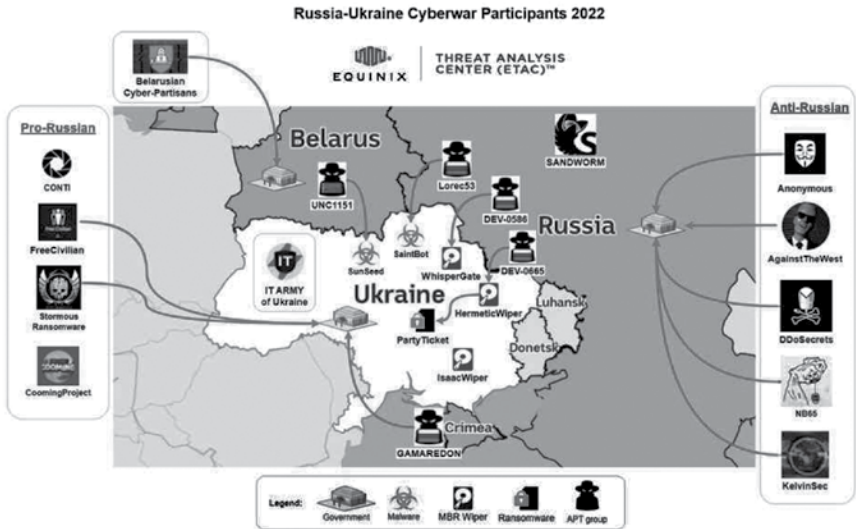 Russia-Ukraine Cyberwar Participants 2022
EQUINIX
THREAT ANALYSIS
CENTER (ETAC)™
Belarusian
Cyber-Partisans
Pro-Russian
CONTI
FreeCivilian
Stormous
Ransomware
CoomingProject
Belarus
UNC1151
Lorec53
SANDWORM
DEV-0586
Russia
DEV-0665
SunSeed
SaintBot
WhisperGate
IT
IT ARMY
of Ukraine
Ukraine
HermeticWiper
Luhansk
PartyTicket
Donetsk
IsaacWiper
Crimea
GAMAREDON
Anti-Russian
Anonymous
AgainstTheWest
DDoSecrets
NB65
KelvinSec
Legend:
Government
Malware
MBR Wiper
Ransomware
APT group